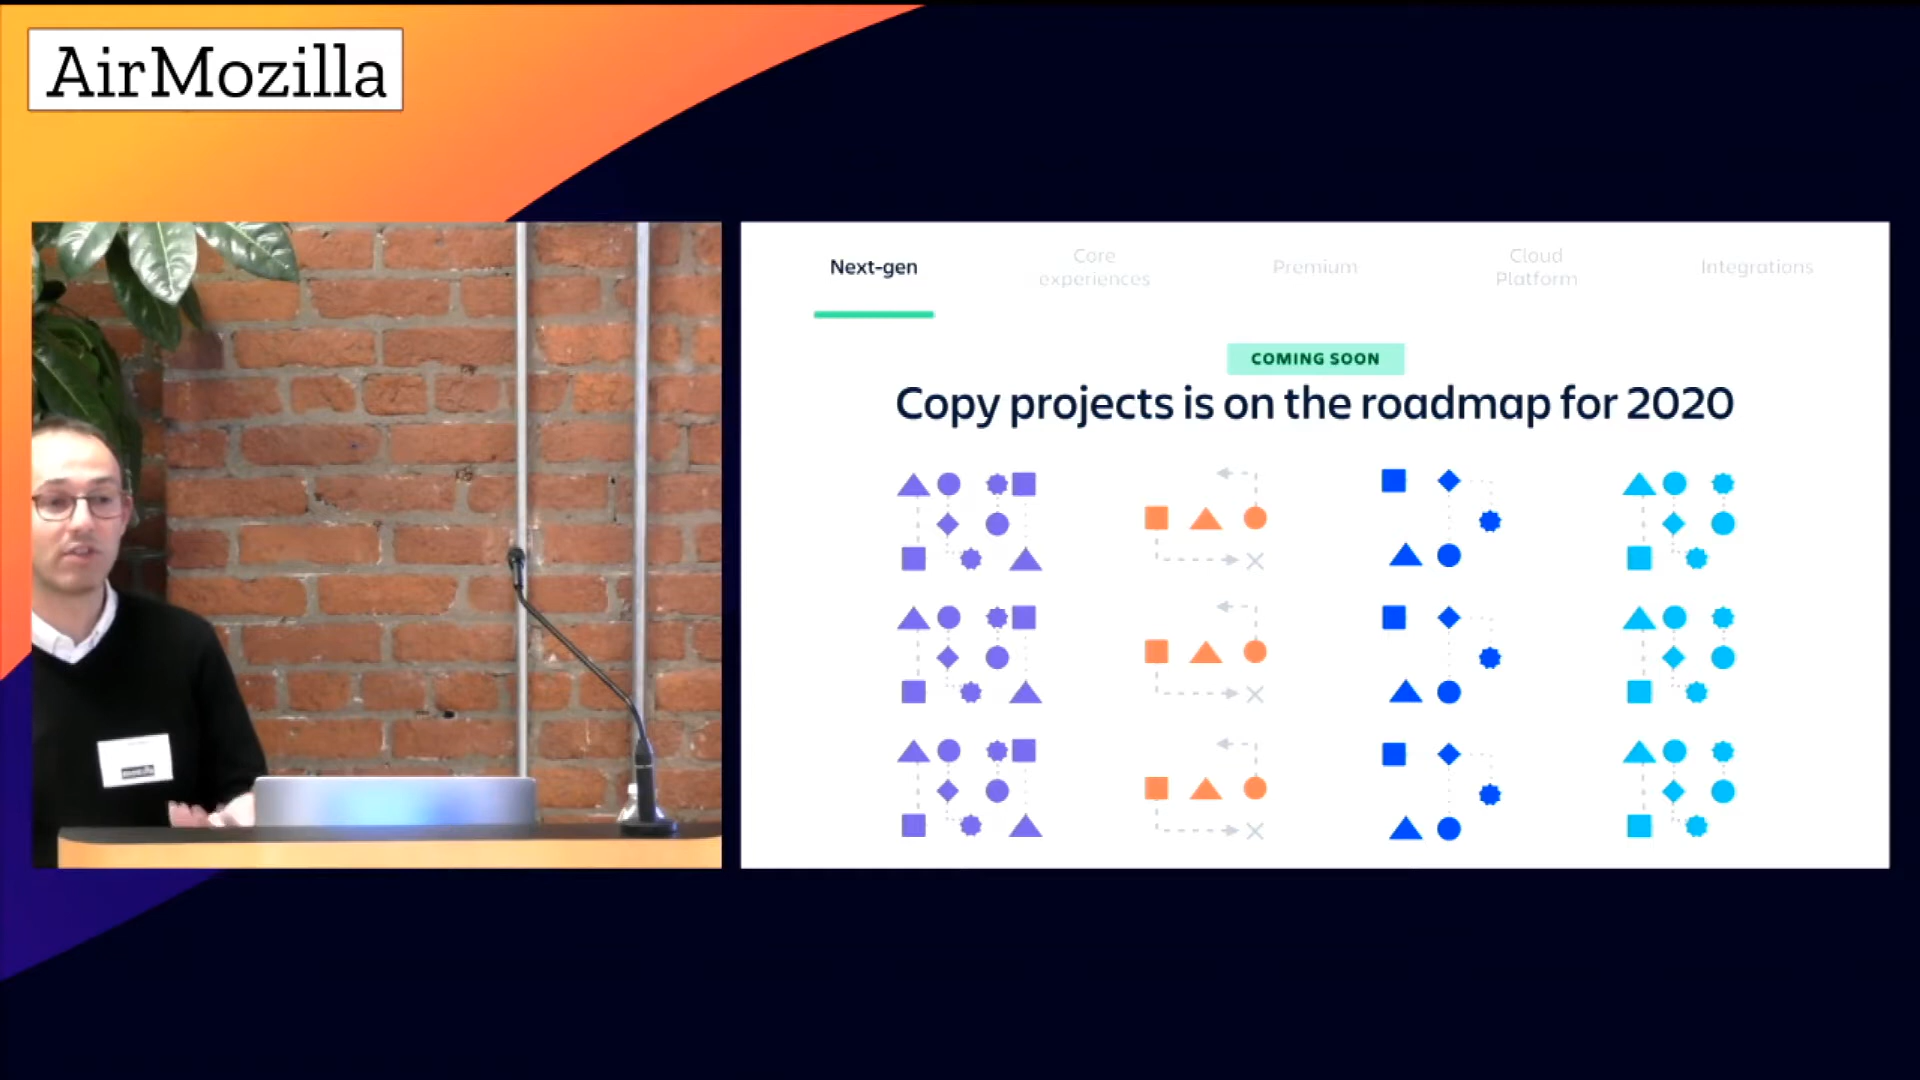 AirMozilla
Next-gen
Core
experiences
Premium
Cloud
Platform
Integrations
COMING SOON
Copy projects is on the roadmap for 2020